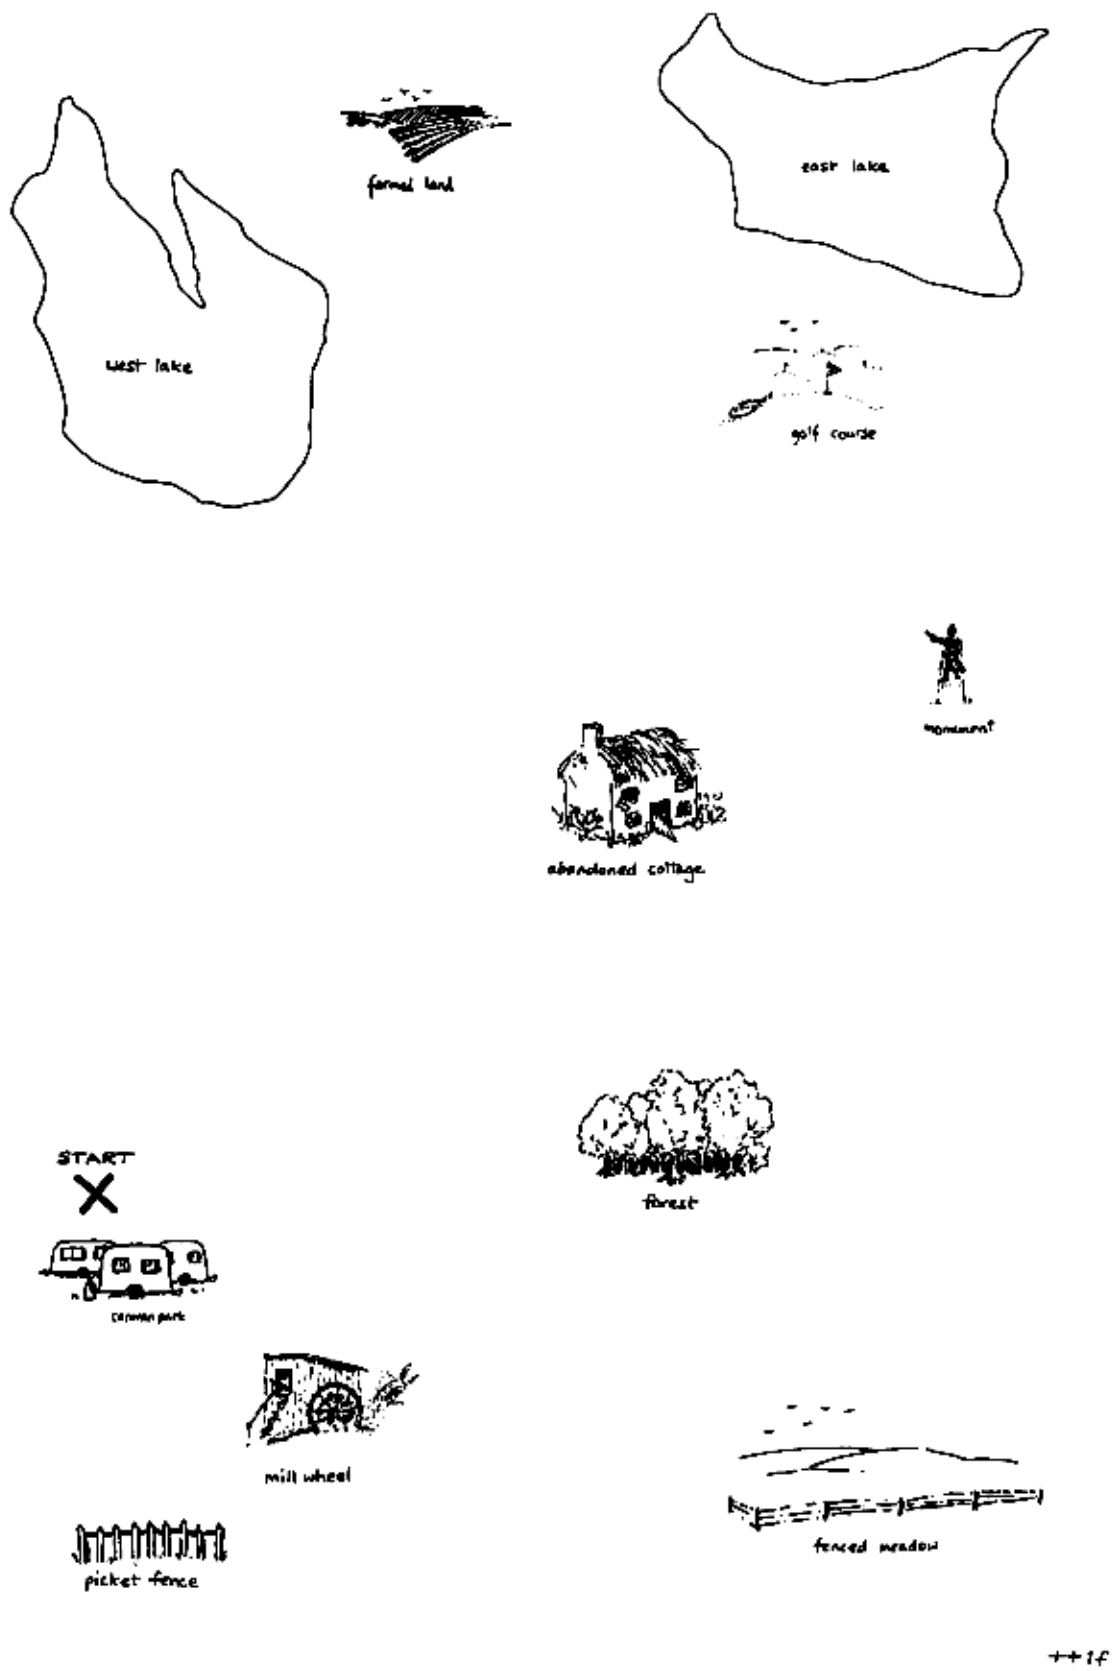 farmed land
east lake
west lake
golf course
monument
abandoned cottage
START
forest
caravan park
mill wheel
fenced meadow
picket fence
++1f